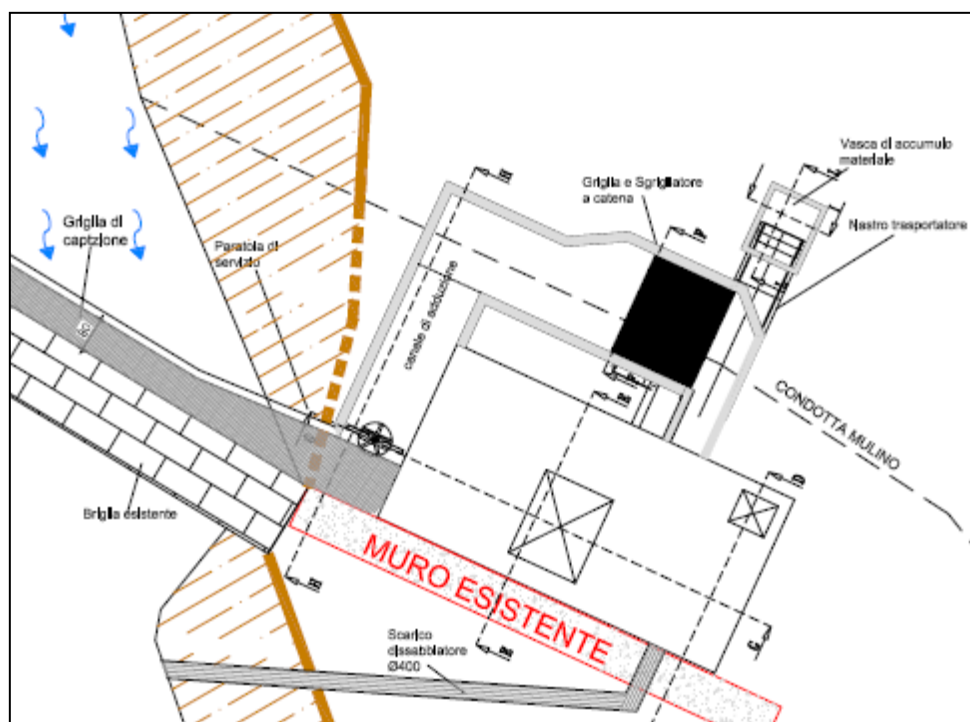 Vasca di accumulo
materiale
Griglia e Sgrigliatore
a catena
Nastro trasportatore
Griglia di
captzione
Paratoia di
servizio
canale di adduzione
CONDOTTA MULINO
Briglia esistente
MURO ESISTENTE
Scarico
dissabbiatore
Ø400